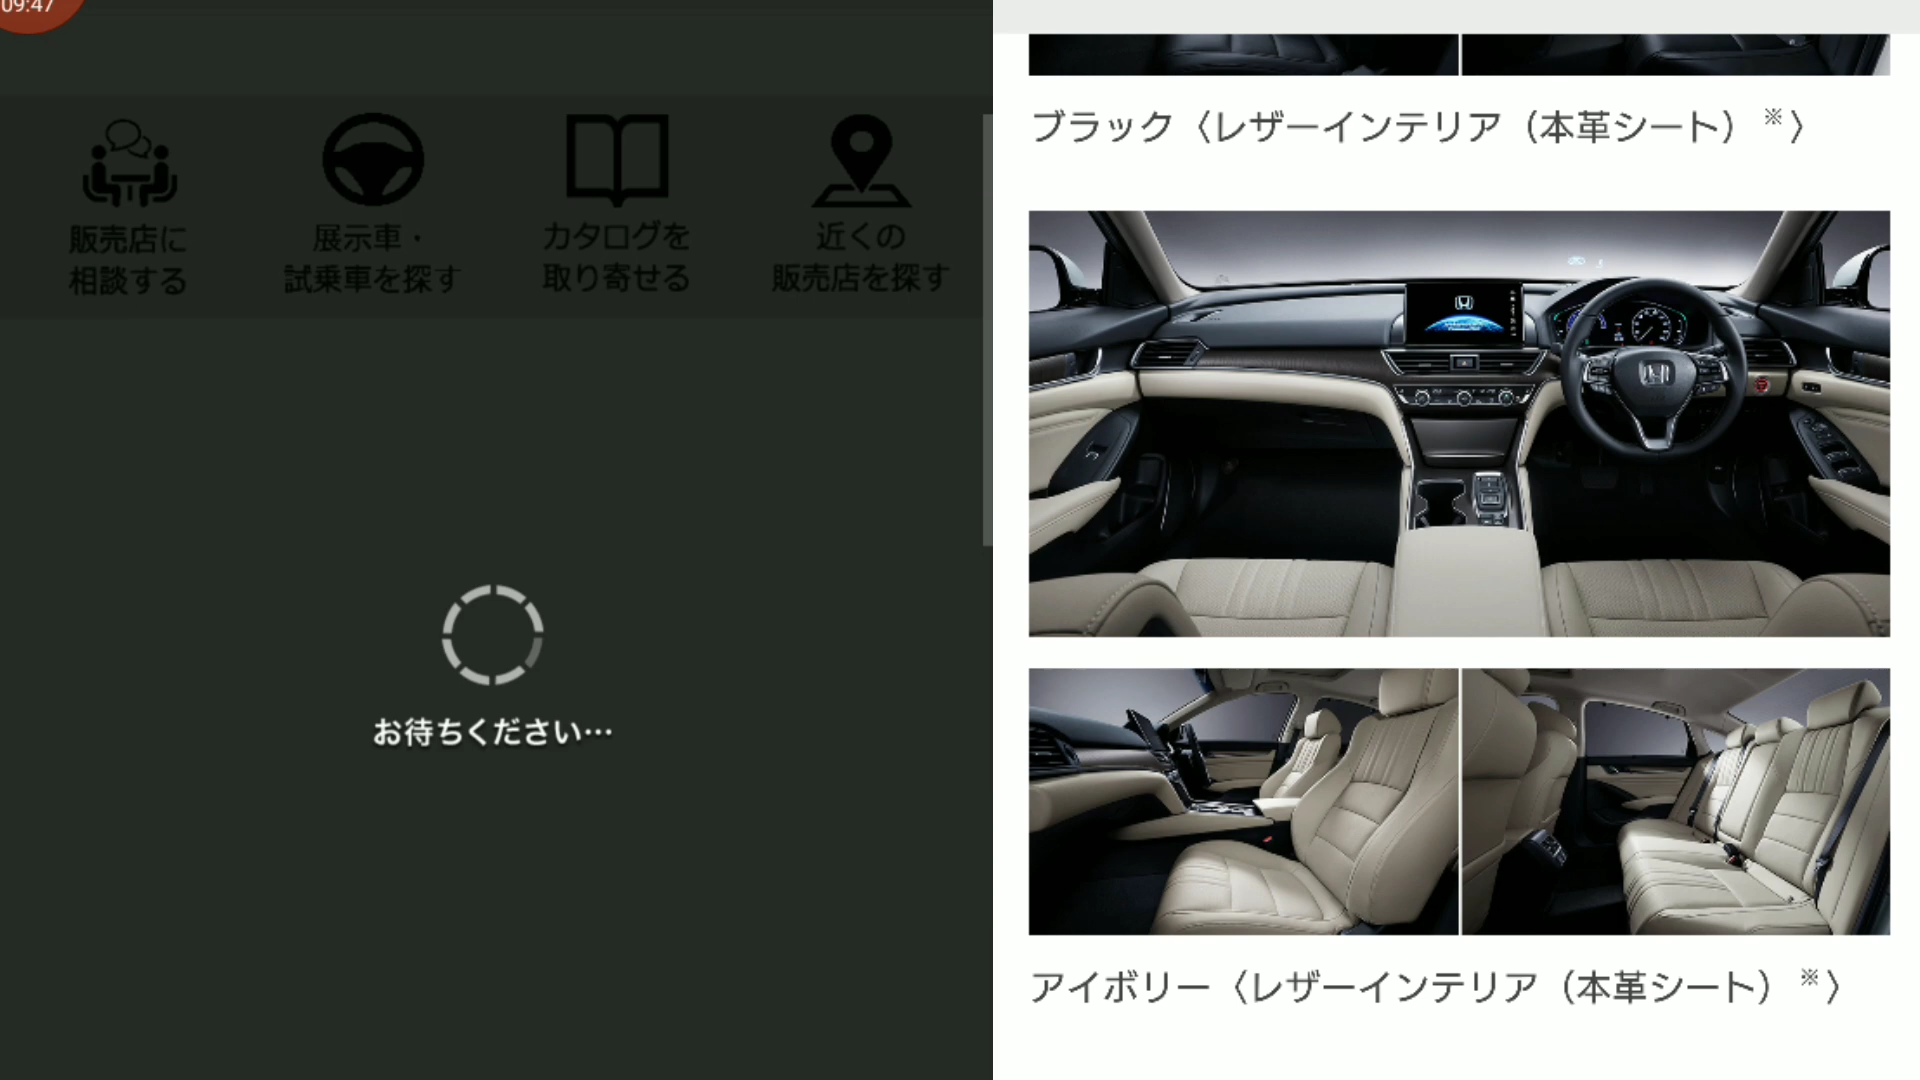 09:47
販売店に
相談する
展示車・
試乗車を探す
カタログを
取り寄せる
近くの
販売店を探す
お待ちください…
ブラック〈レザーインテリア（本革シート）※〉
アイボリー〈レザーインテリア（本革シート）※〉